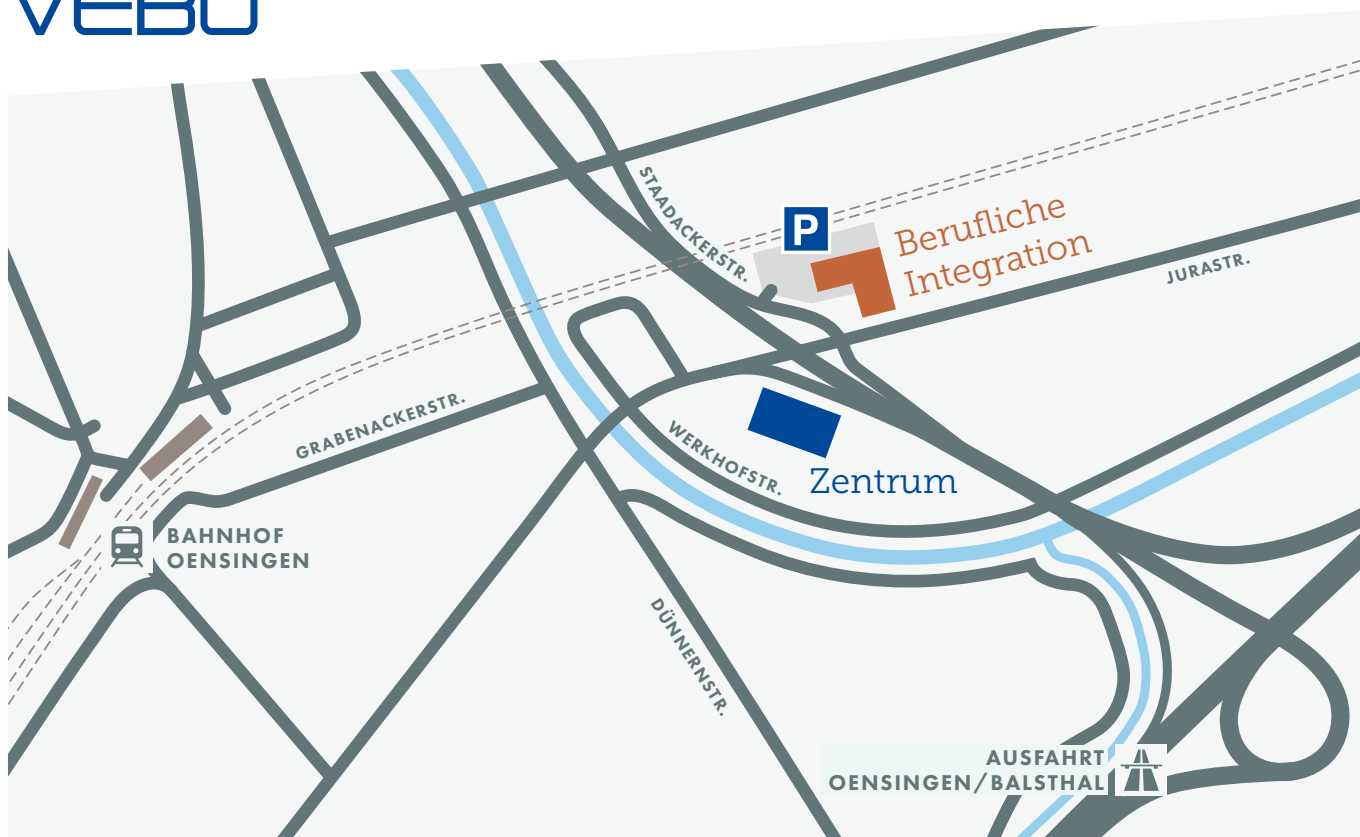 VEBO
STAADACKERSTR.
P
Berufliche
Integration
JURASTR.
GRABENACKERSTR.
WERKHOFSTR.
Zentrum
BAHNHOF
OENSINGEN
DÜNNERNSTR.
AUSFAHRT
OENSINGEN/BALSTHAL